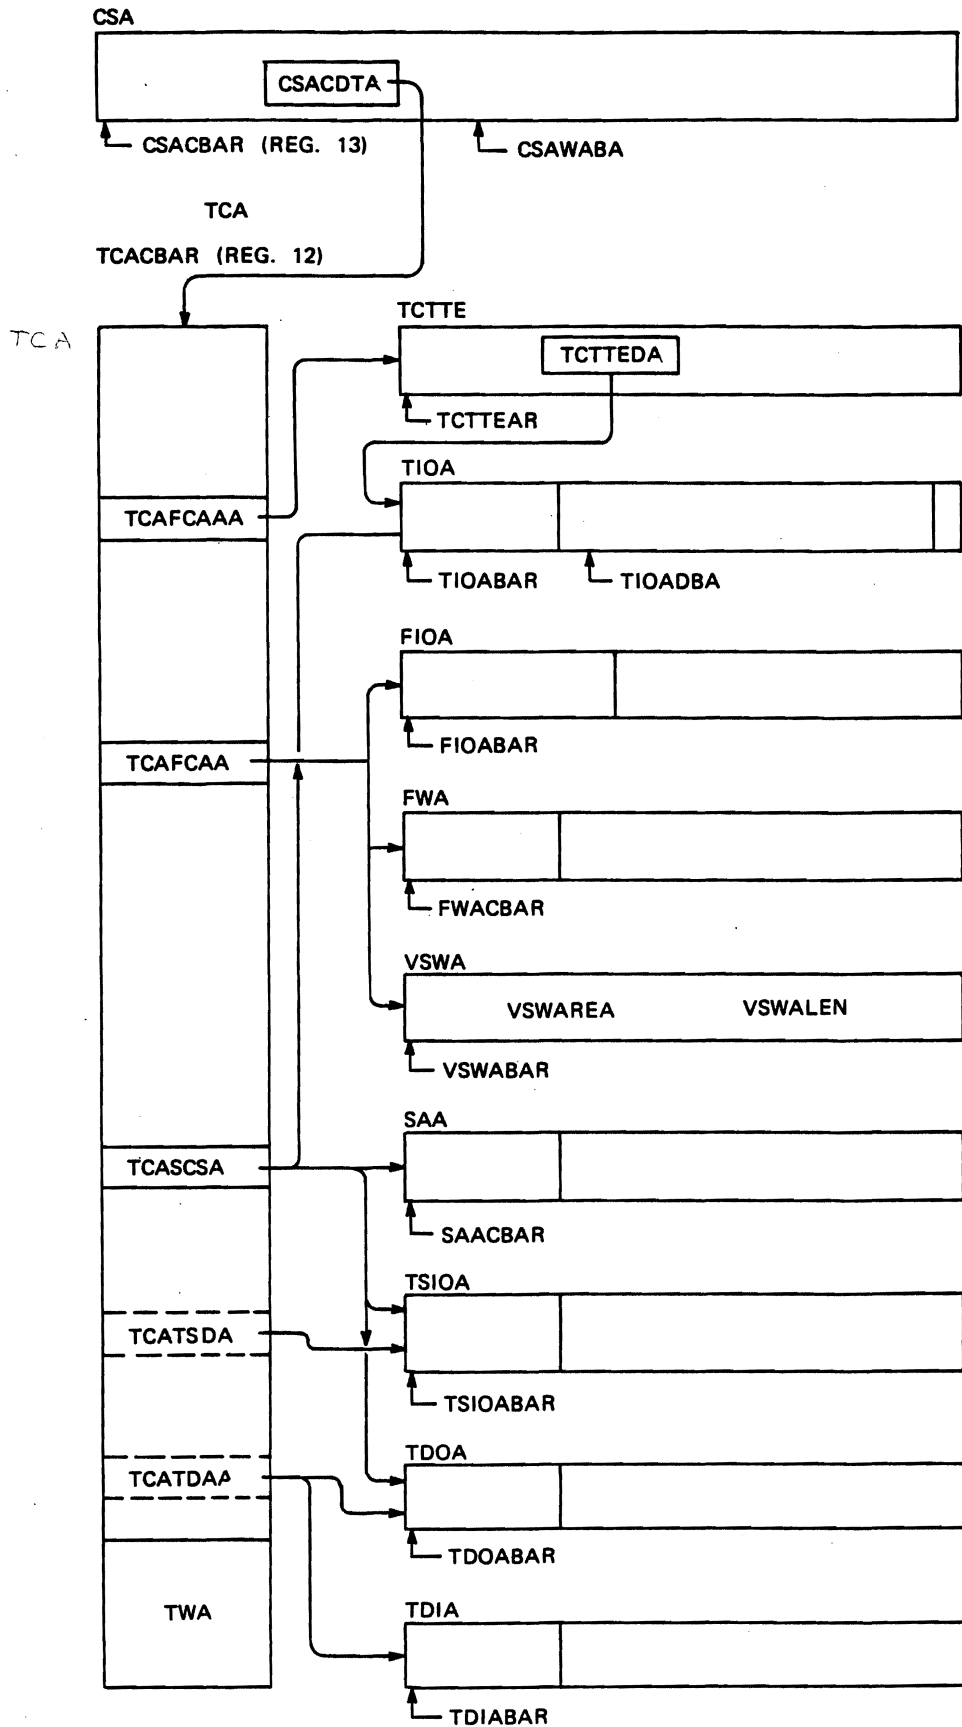 CSA
CSACDTA
CSACBAR (REG. 13)
CSAWABA
TCA
TCACBAR (REG. 12)
TCA
TCTTE
TCTTEDA
TCTTEAR
TIOA
TCAFCAAA
TIOABAR
TIOADBA
FIOA
FIOABAR
TCAFCAA
FWA
FWACBAR
VSWA
VSWAREA
VSWALEN
VSWABAR
SAA
TCASCSA
SAACBAR
TSIOA
TCATSDA
TSIOABAR
TDOA
TCATDAA
TDOABAR
TWA
TDIA
TDIABAR